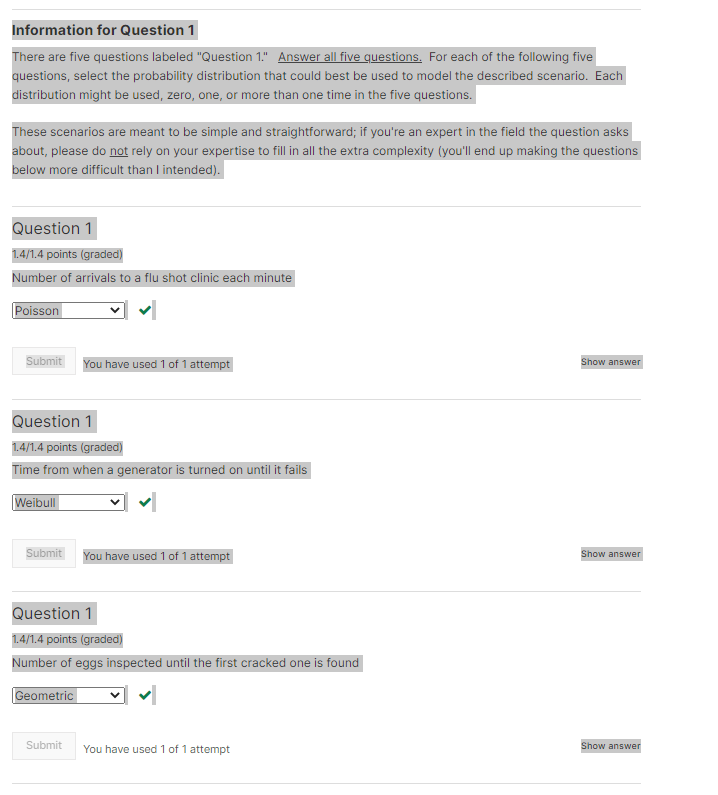 Information for Question 1
There are five questions labeled "Question 1."   Answer all five questions.  For each of the following five
questions, select the probability distribution that could best be used to model the described scenario.  Each
distribution might be used, zero, one, or more than one time in the five questions.
These scenarios are meant to be simple and straightforward; if you're an expert in the field the question asks
about, please do not rely on your expertise to fill in all the extra complexity (you'll end up making the questions
below more difficult than I intended).
Question 1
1.4/1.4 points (graded)
Number of arrivals to a flu shot clinic each minute
Poisson
Submit You have used 1 of 1 attempt Show answer
Question 1
1.4/1.4 points (graded)
Time from when a generator is turned on until it fails
Weibull
Submit You have used 1 of 1 attempt Show answer
Question 1
1.4/1.4 points (graded)
Number of eggs inspected until the first cracked one is found
Geometric
Submit You have used 1 of 1 attempt Show answer